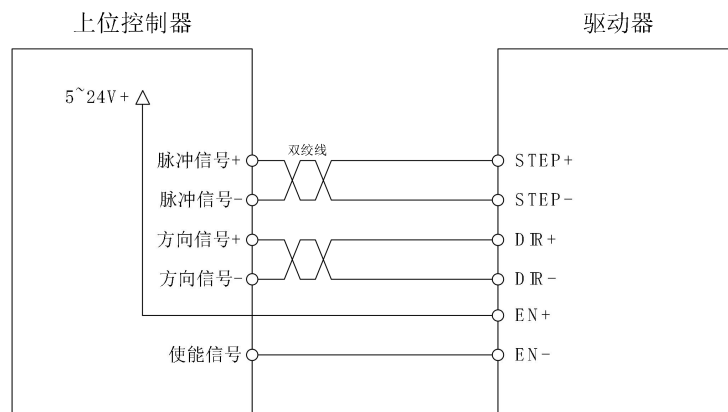 上位控制器
驱动器
5~24V+
双绞线
脉冲信号+
STEP+
脉冲信号-
STEP-
方向信号+
DIR+
方向信号-
DIR-
EN+
使能信号
EN-